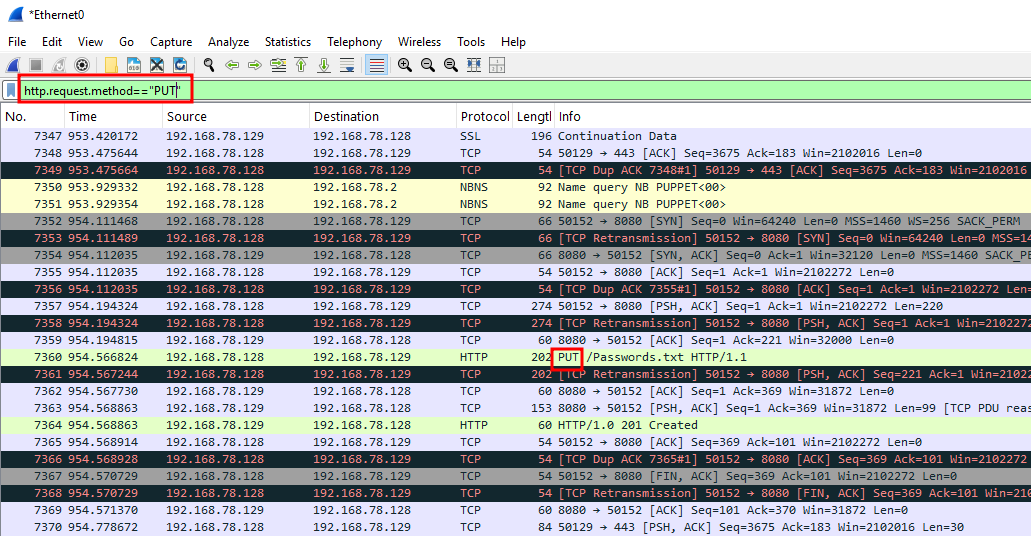 *Ethernet0
File Edit View Go Capture Analyze Statistics Telephony Wireless Tools Help
http.request.method=="PUT"
No. Time Source Destination Protocol Lengtl Info
7347 953.420172 192.168.78.129 192.168.78.128 SSL 196 Continuation Data
7348 953.475644 192.168.78.128 192.168.78.129 TCP 54 50129 → 443 [ACK] Seq=3675 Ack=183 Win=2102016 Len=0
7349 953.475664 192.168.78.128 192.168.78.129 TCP 54 [TCP Dup ACK 7348#1] 50129 → 443 [ACK] Seq=3675 Ack=183 Win=2102016
7350 953.929332 192.168.78.128 192.168.78.2 NBNS 92 Name query NB PUPPET<00>
7351 953.929354 192.168.78.128 192.168.78.2 NBNS 92 Name query NB PUPPET<00>
7352 954.111468 192.168.78.128 192.168.78.129 TCP 66 50152 → 8080 [SYN] Seq=0 Win=64240 Len=0 MSS=1460 WS=256 SACK_PERM
7353 954.111489 192.168.78.128 192.168.78.129 TCP 66 [TCP Retransmission] 50152 → 8080 [SYN] Seq=0 Win=64240 Len=0 MSS=14
7354 954.112035 192.168.78.129 192.168.78.128 TCP 66 8080 → 50152 [SYN, ACK] Seq=0 Ack=1 Win=32120 Len=0 MSS=1460 SACK_PE
7355 954.112035 192.168.78.128 192.168.78.129 TCP 54 50152 → 8080 [ACK] Seq=1 Ack=1 Win=2102272 Len=0
7356 954.112035 192.168.78.128 192.168.78.129 TCP 54 [TCP Dup ACK 7355#1] 50152 → 8080 [ACK] Seq=1 Ack=1 Win=2102272 Len=
7357 954.194324 192.168.78.128 192.168.78.129 TCP 274 50152 → 8080 [PSH, ACK] Seq=1 Ack=1 Win=2102272 Len=220
7358 954.194324 192.168.78.128 192.168.78.129 TCP 274 [TCP Retransmission] 50152 → 8080 [PSH, ACK] Seq=1 Ack=1 Win=2102272
7359 954.194815 192.168.78.129 192.168.78.128 TCP 60 8080 → 50152 [ACK] Seq=1 Ack=221 Win=32000 Len=0
7360 954.566824 192.168.78.128 192.168.78.129 HTTP 202 PUT /Passwords.txt HTTP/1.1
7361 954.567244 192.168.78.128 192.168.78.129 TCP 202 [TCP Retransmission] 50152 → 8080 [PSH, ACK] Seq=221 Ack=1 Win=21022
7362 954.567730 192.168.78.129 192.168.78.128 TCP 60 8080 → 50152 [ACK] Seq=1 Ack=369 Win=31872 Len=0
7363 954.568863 192.168.78.129 192.168.78.128 TCP 153 8080 → 50152 [PSH, ACK] Seq=1 Ack=369 Win=31872 Len=99 [TCP PDU reas
7364 954.568863 192.168.78.129 192.168.78.128 HTTP 60 HTTP/1.0 201 Created
7365 954.568914 192.168.78.128 192.168.78.129 TCP 54 50152 → 8080 [ACK] Seq=369 Ack=101 Win=2102272 Len=0
7366 954.568928 192.168.78.128 192.168.78.129 TCP 54 [TCP Dup ACK 7365#1] 50152 → 8080 [ACK] Seq=369 Ack=101 Win=2102272
7367 954.570729 192.168.78.128 192.168.78.129 TCP 54 50152 → 8080 [FIN, ACK] Seq=369 Ack=101 Win=2102272 Len=0
7368 954.570729 192.168.78.128 192.168.78.129 TCP 54 [TCP Retransmission] 50152 → 8080 [FIN, ACK] Seq=369 Ack=101 Win=210
7369 954.571370 192.168.78.129 192.168.78.128 TCP 60 8080 → 50152 [ACK] Seq=101 Ack=370 Win=31872 Len=0
7370 954.778672 192.168.78.128 192.168.78.129 TCP 84 50129 → 443 [PSH, ACK] Seq=3675 Ack=183 Win=2102016 Len=30